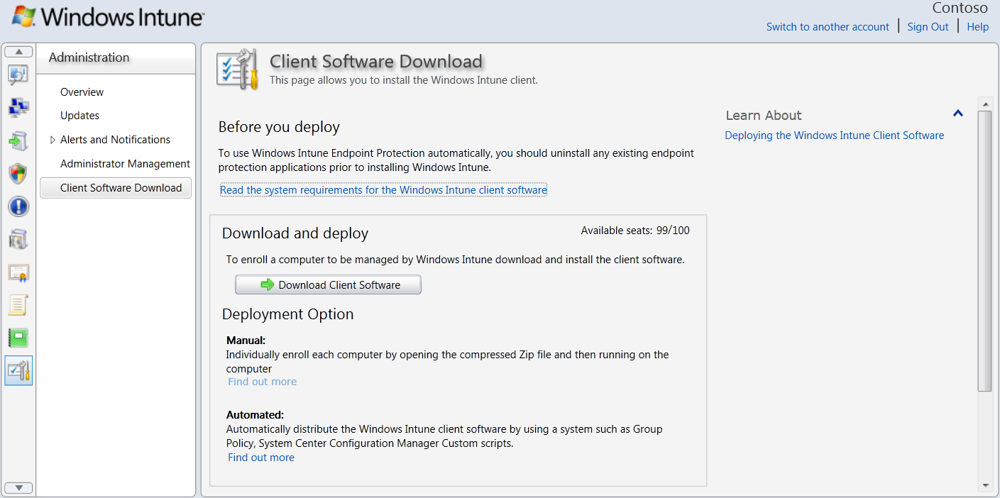 Windows Intune™
Contoso
Switch to another account | Sign Out | Help
Administration
Overview
Updates
Alerts and Notifications
Administrator Management
Client Software Download
Client Software Download
This page allows you to install the Windows Intune client.
Before you deploy
To use Windows Intune Endpoint Protection automatically, you should uninstall any existing endpoint
protection applications prior to installing Windows Intune.
Read the system requirements for the Windows Intune client software
Download and deploy
Available seats: 99/100
To enroll a computer to be managed by Windows Intune download and install the client software.
Download Client Software
Deployment Option
Manual:
Individually enroll each computer by opening the compressed Zip file and then running on the
computer
Find out more
Automated:
Automatically distribute the Windows Intune client software by using a system such as Group
Policy, System Center Configuration Manager Custom scripts.
Find out more
Learn About
Deploying the Windows Intune Client Software